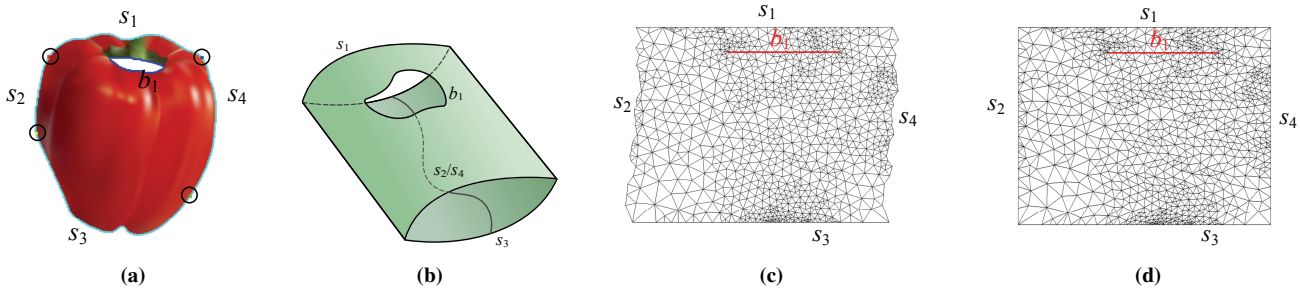 s₁
b₁
s₂
s₄
s₃
(a)
s₁
b₁
s₂/s₄
s₃
(b)
s₁
b₁
s₂
s₄
s₃
(c)
s₁
b₁
s₂
s₄
s₃
(d)